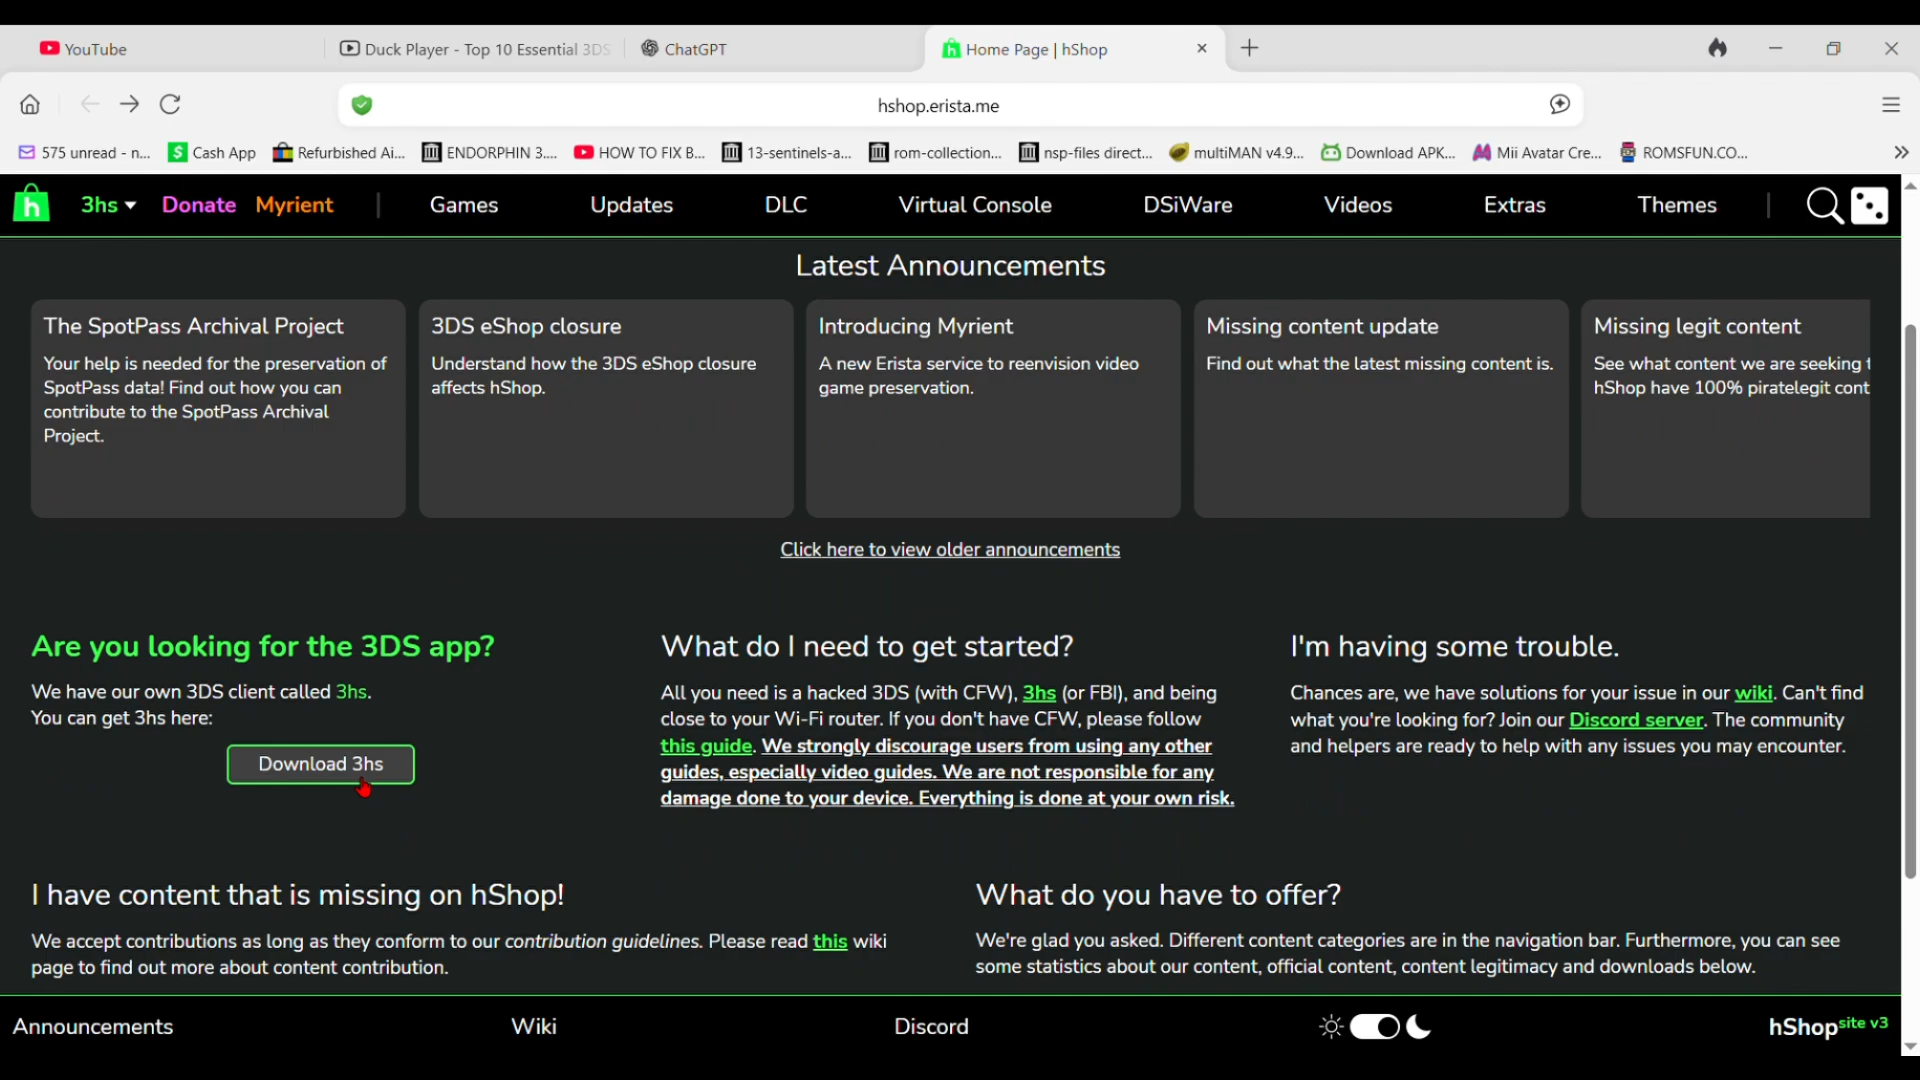 YouTube
Duck Player - Top 10 Essential 3DS
ChatGPT
Home Page | hShop
hshop.erista.me
575 unread - n...
Cash App
Refurbished Ai...
ENDORPHIN 3....
HOW TO FIX B...
13-sentinels-a...
rom-collection...
nsp-files direct...
multiMAN v4.9...
Download APK...
Mii Avatar Cre...
ROMSFUN.CO...
h
3hs
Donate
Myrient
Games
Updates
DLC
Virtual Console
DSiWare
Videos
Extras
Themes
Latest Announcements
The SpotPass Archival Project
Your help is needed for the preservation of
SpotPass data! Find out how you can
contribute to the SpotPass Archival
Project.
3DS eShop closure
Understand how the 3DS eShop closure
affects hShop.
Introducing Myrient
A new Erista service to reenvision video
game preservation.
Missing content update
Find out what the latest missing content is.
Missing legit content
See what content we are seeking
hShop have 100% piratelegit cont
Click here to view older announcements
Are you looking for the 3DS app?
We have our own 3DS client called 3hs.
You can get 3hs here:
Download 3hs
What do I need to get started?
All you need is a hacked 3DS (with CFW), 3hs (or FBI), and being
close to your Wi-Fi router. If you don't have CFW, please follow
this guide. We strongly discourage users from using any other
guides, especially video guides. We are not responsible for any
damage done to your device. Everything is done at your own risk.
I'm having some trouble.
Chances are, we have solutions for your issue in our wiki. Can't find
what you're looking for? Join our Discord server. The community
and helpers are ready to help with any issues you may encounter.
I have content that is missing on hShop!
We accept contributions as long as they conform to our contribution guidelines. Please read this wiki
page to find out more about content contribution.
What do you have to offer?
We're glad you asked. Different content categories are in the navigation bar. Furthermore, you can see
some statistics about our content, official content, content legitimacy and downloads below.
Announcements
Wiki
Discord
hShop site v3